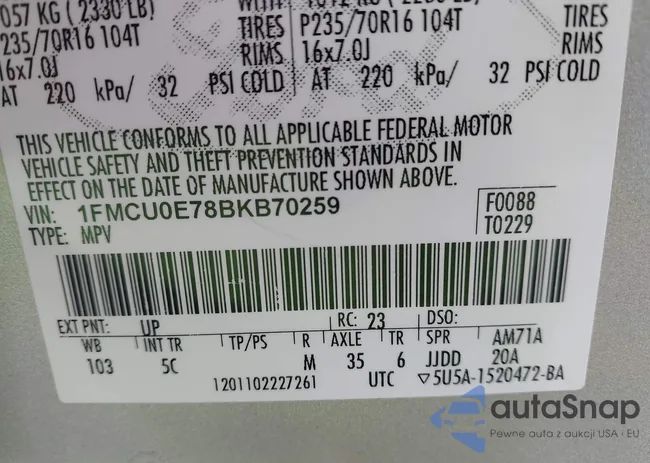 057 KG ( 2330 LB)
TIRES
TIRES
235/70R16 104T
TIRES P235/70R16 104T
RIMS
16x7.0J
RIMS 16x7.0J
AT 220 kPa/ 32 PSI COLD
AT 220 kPa/ 32 PSI COLD
THIS VEHICLE CONFORMS TO ALL APPLICABLE FEDERAL MOTOR
VEHICLE SAFETY AND THEFT PREVENTION STANDARDS IN
EFFECT ON THE DATE OF MANUFACTURE SHOWN ABOVE.
VIN: 1FMCU0E78BKB70259
F0088
TYPE: MPV
T0229
EXT PNT: UP RC: 23 DSO:
WB INT TR TP/PS R AXLE TR SPR AM71A
103 5C M 35 6 JJDD 20A
1201102227261 UTC ▽5U5A-1520472-BA
autaSnap
Pewne auta z aukcji USA - EU